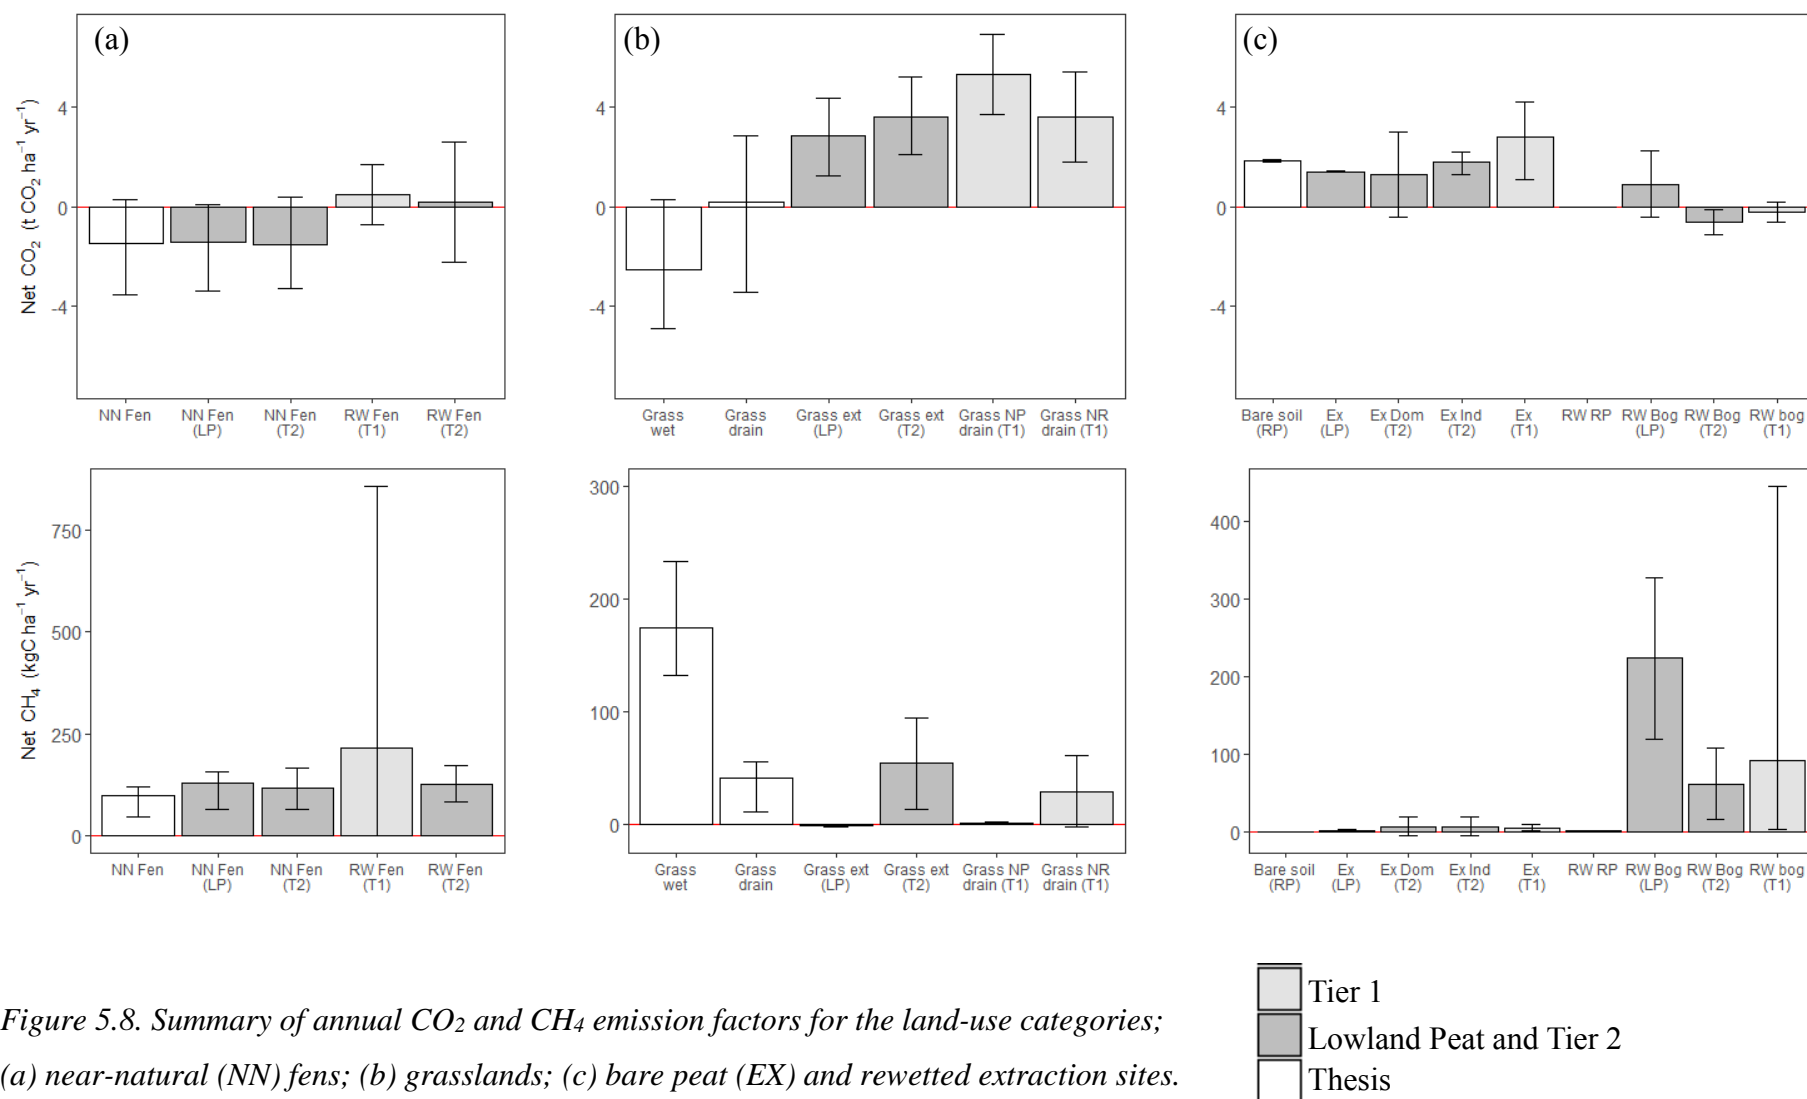 (a)
(b)
(c)
Net CO₂ (t CO₂ ha⁻¹ yr⁻¹)
4
0
-4
4
0
-4
4
0
-4
NN Fen
NN Fen
(LP)
NN Fen
(T2)
RW Fen
(T1)
RW Fen
(T2)
Grass
wet
Grass
drain
Grass ext
(LP)
Grass ext
(T2)
Grass NP
drain (T1)
Grass NR
drain (T1)
Bare soil
(RP)
Ex
(LP)
Ex Dom
(T2)
Ex Ind
(T2)
Ex
(T1)
RW RP
RW Bog
(LP)
RW Bog
(T2)
RW bog
(T1)
Net CH₄ (kgC ha⁻¹ yr⁻¹)
750
500
250
0
300
200
100
0
400
300
200
100
0
NN Fen
NN Fen
(LP)
NN Fen
(T2)
RW Fen
(T1)
RW Fen
(T2)
Grass
wet
Grass
drain
Grass ext
(LP)
Grass ext
(T2)
Grass NP
drain (T1)
Grass NR
drain (T1)
Bare soil
(RP)
Ex
(LP)
Ex Dom
(T2)
Ex Ind
(T2)
Ex
(T1)
RW RP
RW Bog
(LP)
RW Bog
(T2)
RW bog
(T1)
Tier 1
Lowland Peat and Tier 2
Thesis
Figure 5.8. Summary of annual CO₂ and CH₄ emission factors for the land-use categories;
(a) near-natural (NN) fens; (b) grasslands; (c) bare peat (EX) and rewetted extraction sites.